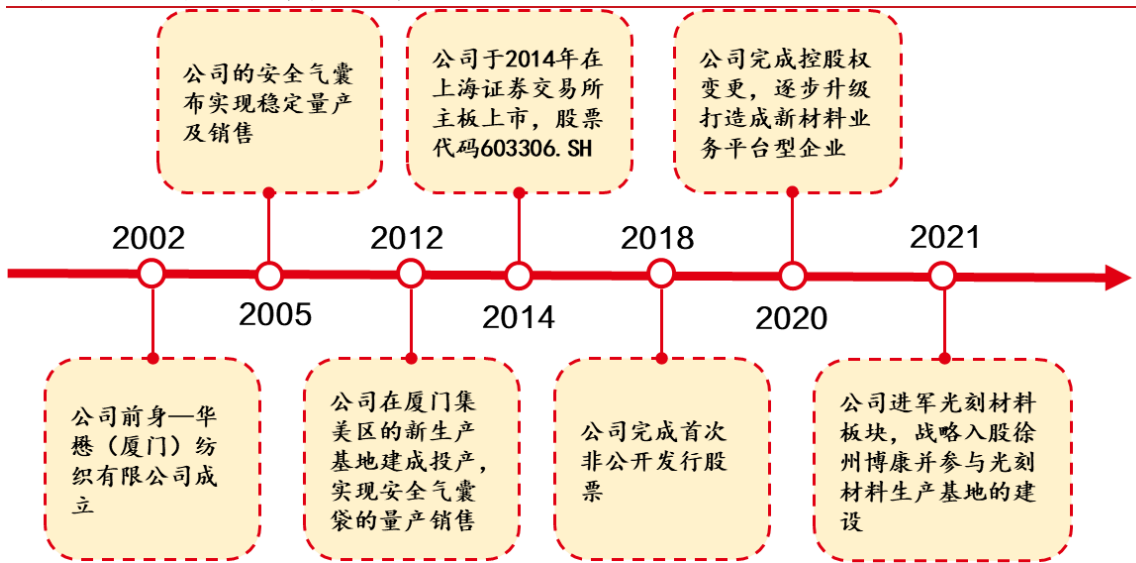 公司的安全气囊
布实现稳定量产
及销售
公司于2014年在
上海证券交易所
主板上市，股票
代码603306.SH
公司完成控股权
变更，逐步升级
打造成新材料业
务平台型企业
2002
2012
2018
2021
2005
2014
2020
公司前身—华
懋（厦门）纺
织有限公司成
立
公司在厦门集
美区的新生产
基地建成投产，
实现安全气囊
袋的量产销售
公司完成首次
非公开发行股
票
公司进军光刻材料
板块，战略入股徐
州博康并参与光刻
材料生产基地的建
设